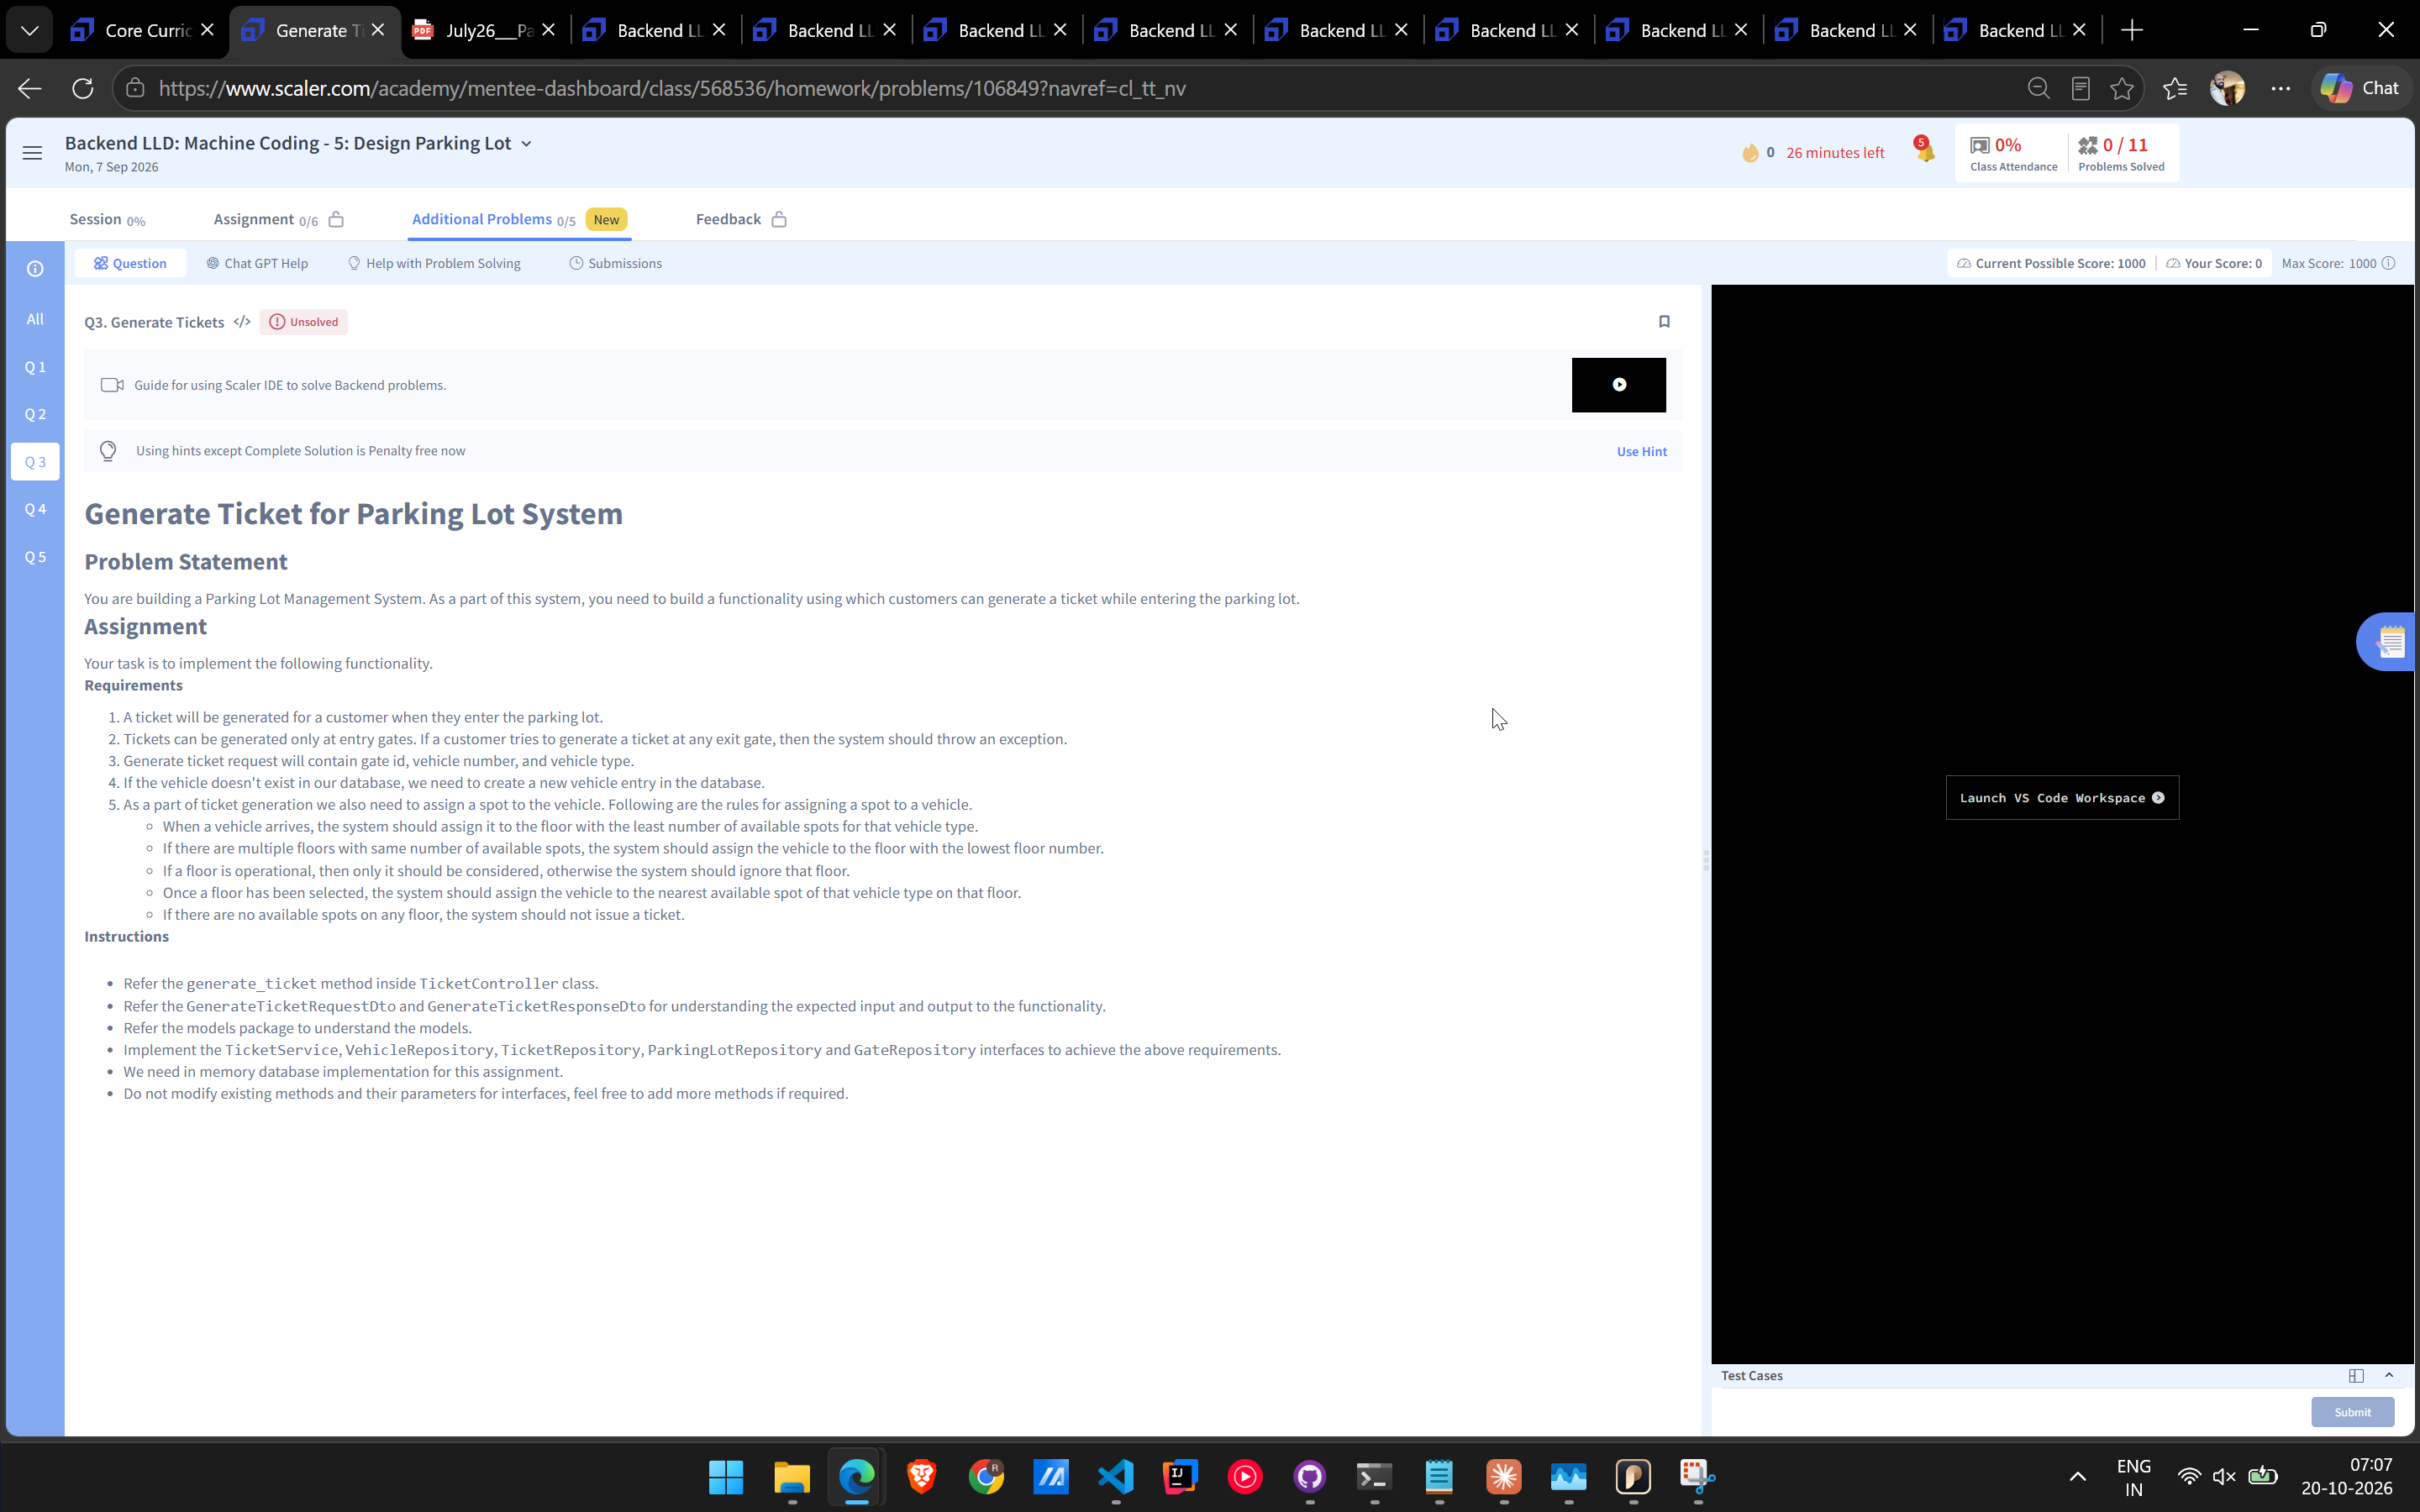 Core Curric
Generate Ti
July26__Pa
Backend LL
Backend LL
Backend LL
Backend LL
Backend LL
Backend LL
Backend LL
Backend LL
Backend LL
https://www.scaler.com/academy/mentee-dashboard/class/568536/homework/problems/106849?navref=cl_tt_nv
Chat
Backend LLD: Machine Coding - 5: Design Parking Lot
Mon, 7 Sep 2026
0
26 minutes left
5
0%
Class Attendance
0 / 11
Problems Solved
Session 0%
Assignment 0/6
Additional Problems 0/5
New
Feedback
Question
Chat GPT Help
Help with Problem Solving
Submissions
Current Possible Score: 1000
Your Score: 0
Max Score: 1000
All
Q 1
Q 2
Q 3
Q 4
Q 5
Q3. Generate Tickets </>
Unsolved
Guide for using Scaler IDE to solve Backend problems.
Using hints except Complete Solution is Penalty free now
Use Hint
Generate Ticket for Parking Lot System
Problem Statement
You are building a Parking Lot Management System. As a part of this system, you need to build a functionality using which customers can generate a ticket while entering the parking lot.
Assignment
Your task is to implement the following functionality.
Requirements
1. A ticket will be generated for a customer when they enter the parking lot.
2. Tickets can be generated only at entry gates. If a customer tries to generate a ticket at any exit gate, then the system should throw an exception.
3. Generate ticket request will contain gate id, vehicle number, and vehicle type.
4. If the vehicle doesn't exist in our database, we need to create a new vehicle entry in the database.
5. As a part of ticket generation we also need to assign a spot to the vehicle. Following are the rules for assigning a spot to a vehicle.
When a vehicle arrives, the system should assign it to the floor with the least number of available spots for that vehicle type.
If there are multiple floors with same number of available spots, the system should assign the vehicle to the floor with the lowest floor number.
If a floor is operational, then only it should be considered, otherwise the system should ignore that floor.
Once a floor has been selected, the system should assign the vehicle to the nearest available spot of that vehicle type on that floor.
If there are no available spots on any floor, the system should not issue a ticket.
Instructions
Refer the generate_ticket method inside TicketController class.
Refer the GenerateTicketRequestDto and GenerateTicketResponseDto for understanding the expected input and output to the functionality.
Refer the models package to understand the models.
Implement the TicketService, VehicleRepository, TicketRepository, ParkingLotRepository and GateRepository interfaces to achieve the above requirements.
We need in memory database implementation for this assignment.
Do not modify existing methods and their parameters for interfaces, feel free to add more methods if required.
Launch VS Code Workspace
Test Cases
Submit
ENG
IN
07:07
20-10-2026